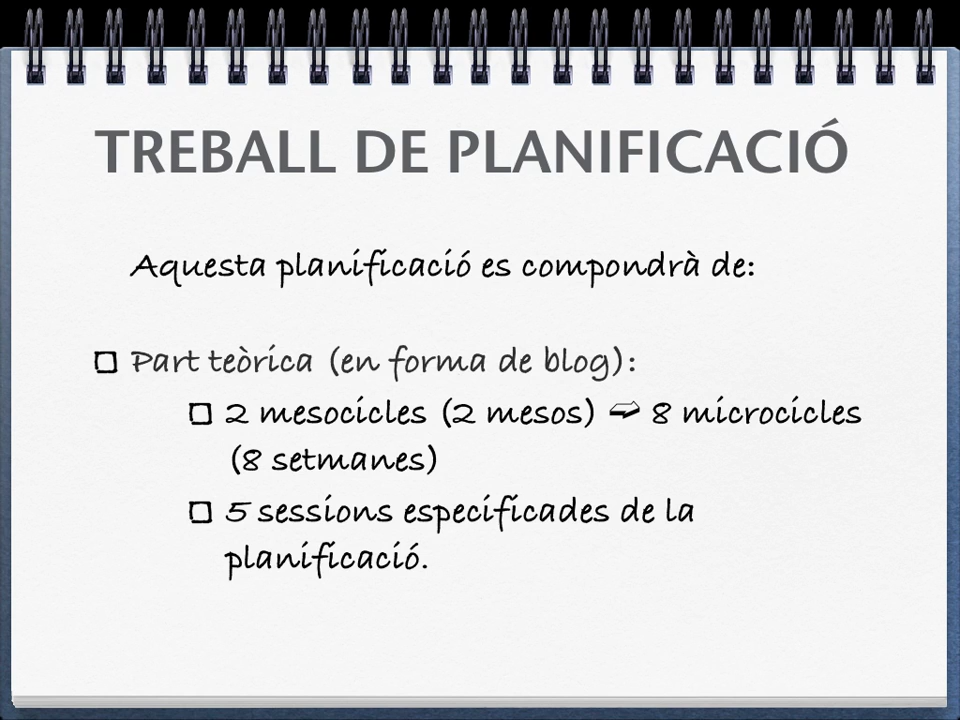 TREBALL DE PLANIFICACIÓ
Aquesta planificació es compondrà de:
Part teòrica (en forma de blog):
2 mesocicles (2 mesos) ➫ 8 microcicles
(8 setmanes)
5 sessions especificades de la
planificació.